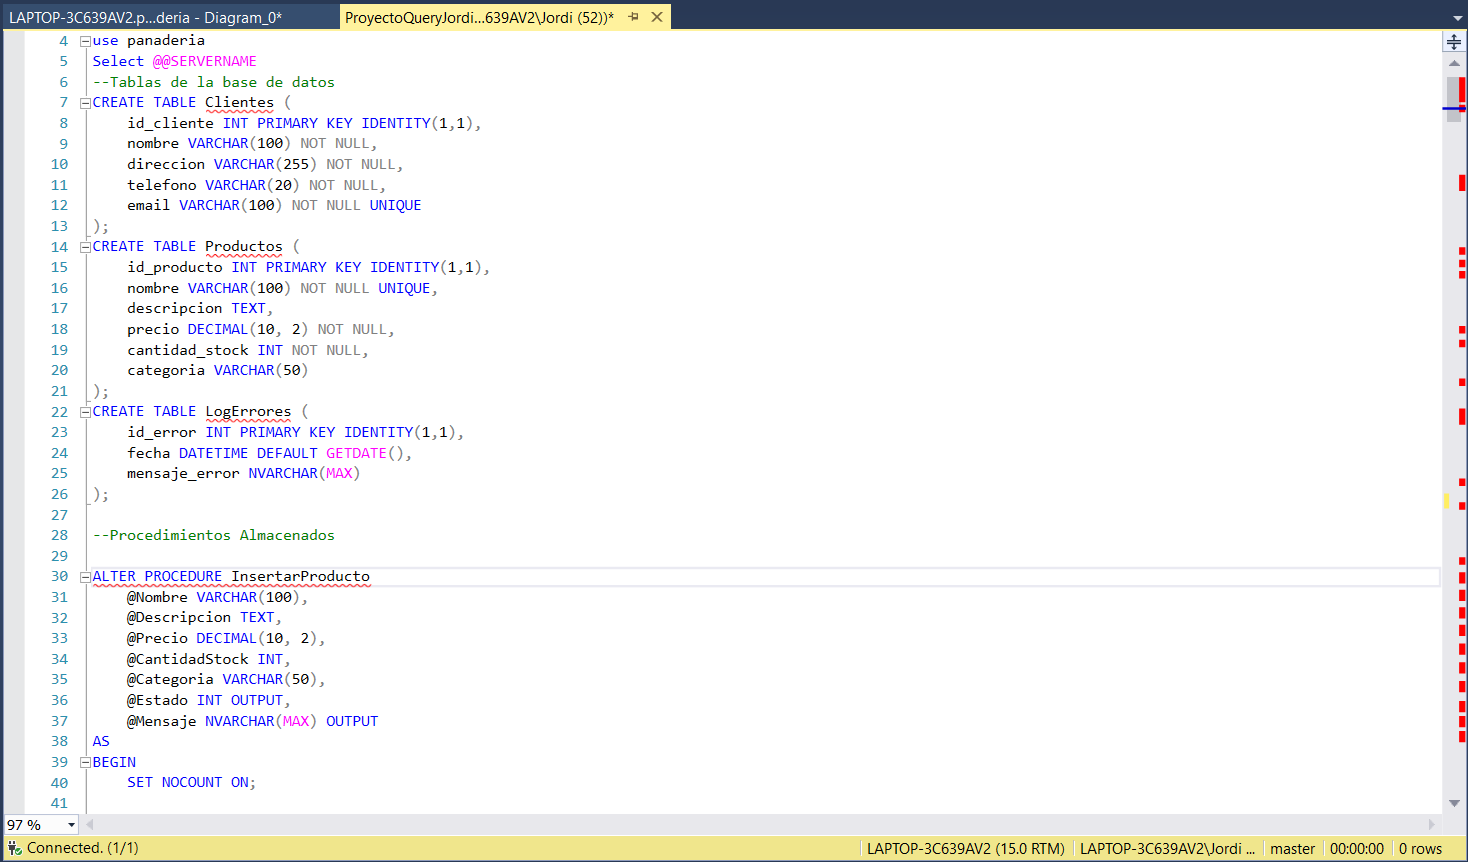 LAPTOP-3C639AV2.p...deria - Diagram_0*
ProyectoQueryJordi...639AV2\Jordi (52))*
4 use panaderia
5 Select @@SERVERNAME
6 --Tablas de la base de datos
7 CREATE TABLE Clientes (
8 id_cliente INT PRIMARY KEY IDENTITY(1,1),
9 nombre VARCHAR(100) NOT NULL,
10 direccion VARCHAR(255) NOT NULL,
11 telefono VARCHAR(20) NOT NULL,
12 email VARCHAR(100) NOT NULL UNIQUE
13 );
14 CREATE TABLE Productos (
15 id_producto INT PRIMARY KEY IDENTITY(1,1),
16 nombre VARCHAR(100) NOT NULL UNIQUE,
17 descripcion TEXT,
18 precio DECIMAL(10, 2) NOT NULL,
19 cantidad_stock INT NOT NULL,
20 categoria VARCHAR(50)
21 );
22 CREATE TABLE LogErrores (
23 id_error INT PRIMARY KEY IDENTITY(1,1),
24 fecha DATETIME DEFAULT GETDATE(),
25 mensaje_error NVARCHAR(MAX)
26 );
27
28 --Procedimientos Almacenados
29
30 ALTER PROCEDURE InsertarProducto
31 @Nombre VARCHAR(100),
32 @Descripcion TEXT,
33 @Precio DECIMAL(10, 2),
34 @CantidadStock INT,
35 @Categoria VARCHAR(50),
36 @Estado INT OUTPUT,
37 @Mensaje NVARCHAR(MAX) OUTPUT
38 AS
39 BEGIN
40 SET NOCOUNT ON;
41
97 %
Connected. (1/1)
LAPTOP-3C639AV2 (15.0 RTM)
LAPTOP-3C639AV2\Jordi ...
master
00:00:00
0 rows